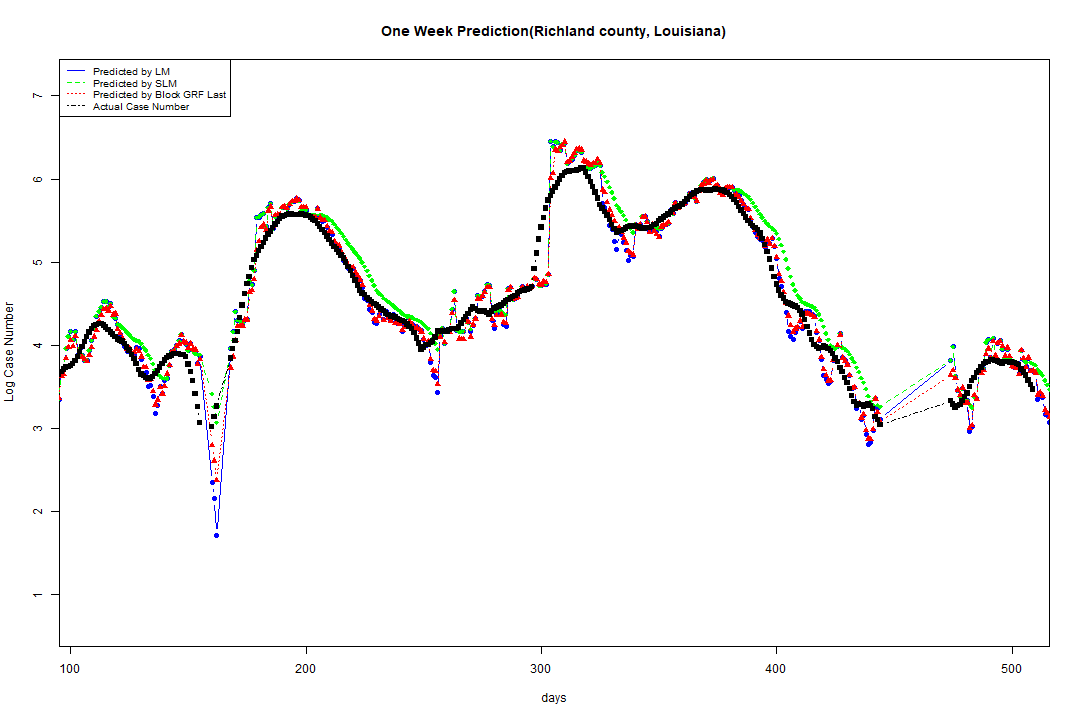 One Week Prediction(Richland county, Louisiana)
Predicted by LM
Predicted by SLM
Predicted by Block GRF Last
Actual Case Number
7
6
5
4
3
2
1
Log Case Number
100 200 300 400 500
days